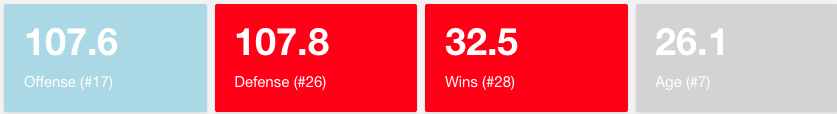 107.6
Offense (#17)
107.8
Defense (#26)
32.5
Wins (#28)
26.1
Age (#7)